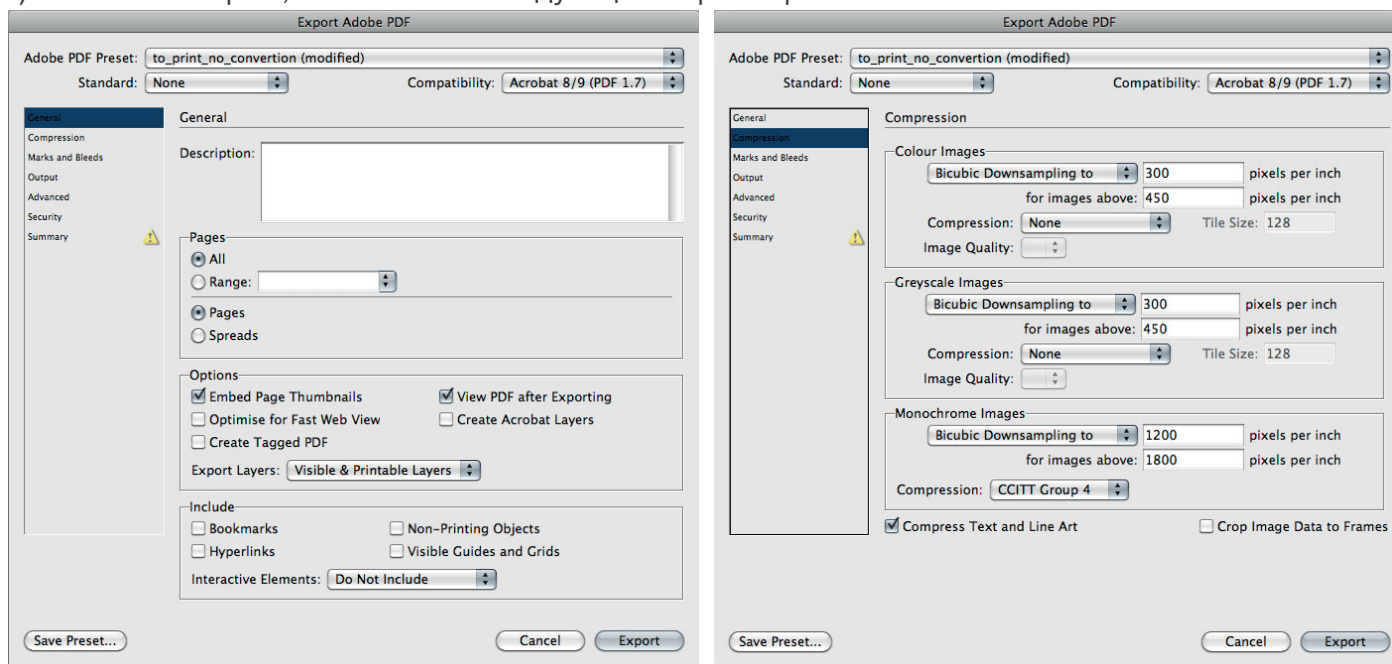 Export Adobe PDF
Adobe PDF Preset: to_print_no_convertion (modified)
Standard: None Compatibility: Acrobat 8/9 (PDF 1.7)
General
Compression
Marks and Bleeds
Output
Advanced
Security
Summary
General
Description:
Pages
All
Range:
Pages
Spreads
Options
Embed Page Thumbnails View PDF after Exporting
Optimise for Fast Web View Create Acrobat Layers
Create Tagged PDF
Export Layers: Visible & Printable Layers
Include
Bookmarks Non-Printing Objects
Hyperlinks Visible Guides and Grids
Interactive Elements: Do Not Include
Save Preset... Cancel Export
Export Adobe PDF
Adobe PDF Preset: to_print_no_convertion (modified)
Standard: None Compatibility: Acrobat 8/9 (PDF 1.7)
General
Compression
Marks and Bleeds
Output
Advanced
Security
Summary
Compression
Colour Images
Bicubic Downsampling to 300 pixels per inch
for images above: 450 pixels per inch
Compression: None Tile Size: 128
Image Quality:
Greyscale Images
Bicubic Downsampling to 300 pixels per inch
for images above: 450 pixels per inch
Compression: None Tile Size: 128
Image Quality:
Monochrome Images
Bicubic Downsampling to 1200 pixels per inch
for images above: 1800 pixels per inch
Compression: CCITT Group 4
Compress Text and Line Art Crop Image Data to Frames
Save Preset... Cancel Export